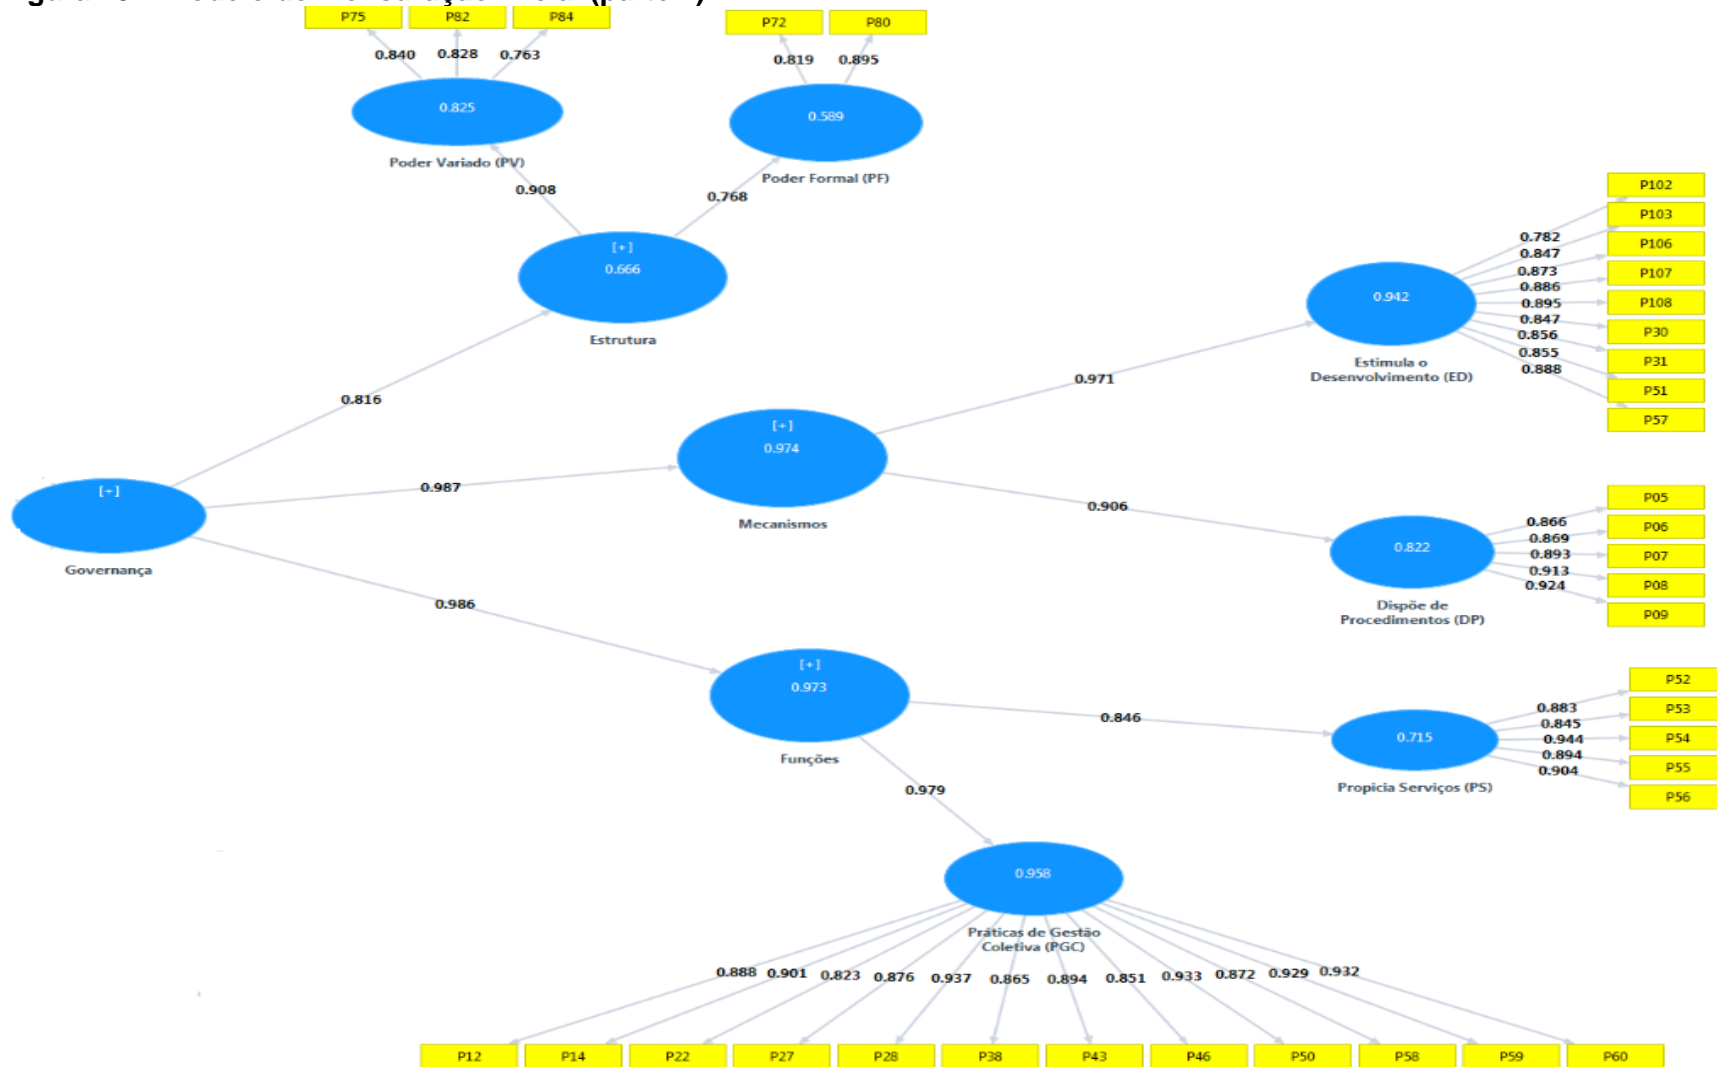 P75 P82 P84
P72 P80
0.840 0.828 0.763
0.819 0.895
0.825
0.589
Poder Variado (PV)
Poder Formal (PF)
0.908
0.768
[+]
0.666
Estrutura
0.816
P102
P103
P106
P107
P108
P30
P31
P51
P57
0.782
0.847
0.873
0.886
0.895
0.847
0.856
0.855
0.888
0.942
Estimula o
Desenvolvimento (ED)
0.971
[+]
0.974
Mecanismos
0.987
[+]
Governança
0.906
P05
P06
P07
P08
P09
0.866
0.869
0.893
0.913
0.924
0.822
Dispõe de
Procedimentos (DP)
0.986
[+]
0.973
Funções
0.846
P52
P53
P54
P55
P56
0.883
0.845
0.944
0.894
0.904
0.715
Propicia Serviços (PS)
0.979
0.958
Práticas de Gestão
Coletiva (PGC)
0.888 0.901 0.823 0.876 0.937 0.865 0.894 0.851 0.933 0.872 0.929 0.932
P12 P14 P22 P27 P28 P38 P43 P46 P50 P58 P59 P60